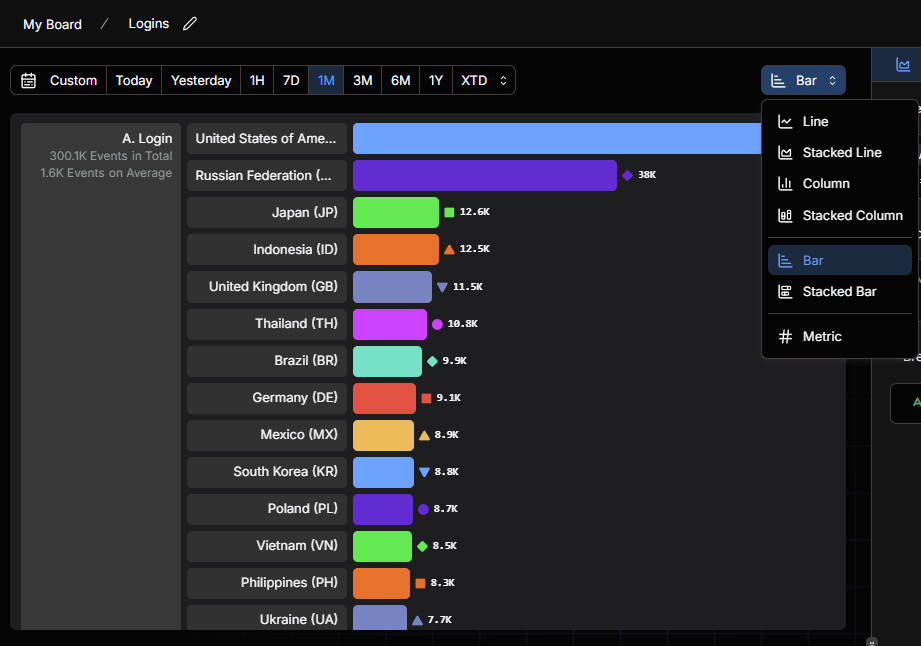 My Board / Logins
Custom Today Yesterday 1H 7D 1M 3M 6M 1Y XTD
Bar
Line
Stacked Line
Column
Stacked Column
Bar
Stacked Bar
Metric
A. Login
300.1K Events in Total
1.6K Events on Average
United States of Ame...
Russian Federation (... 38K
Japan (JP) 12.6K
Indonesia (ID) 12.5K
United Kingdom (GB) 11.5K
Thailand (TH) 10.8K
Brazil (BR) 9.9K
Germany (DE) 9.1K
Mexico (MX) 8.9K
South Korea (KR) 8.8K
Poland (PL) 8.7K
Vietnam (VN) 8.5K
Philippines (PH) 8.3K
Ukraine (UA) 7.7K